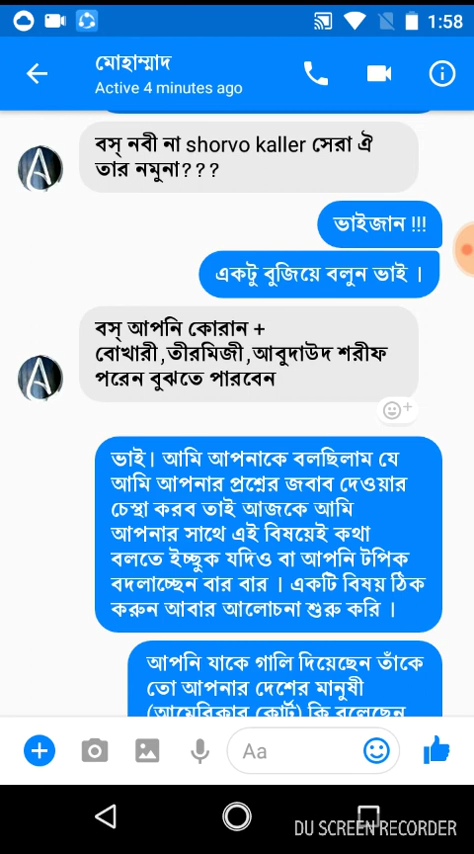 1:58
মোহাম্মাদ
Active 4 minutes ago
বস্ নবী না shorvo kaller সেরা ঐ
তার নমুনা???
ভাইজান !!!
একটু বুজিয়ে বলুন ভাই ।
বস্ আপনি কোরান +
বোখারী,তীরমিজী,আবুদাউদ শরীফ
পরেন বুঝতে পারবেন
ভাই। আমি আপনাকে বলছিলাম যে
আমি আপনার প্রশ্নের জবাব দেওয়ার
চেস্থা করব তাই আজকে আমি
আপনার সাথে এই বিষয়েই কথা
বলতে ইচ্ছুক যদিও বা আপনি টপিক
বদলাচ্ছেন বার বার । একটি বিষয় ঠিক
করুন আবার আলোচনা শুরু করি ।
আপনি যাকে গালি দিয়েছেন তাঁকে
তো আপনার দেশের মানুষী
(আমেরিকার কোর্ট) কি বলেছেন
Aa
DU SCREEN RECORDER